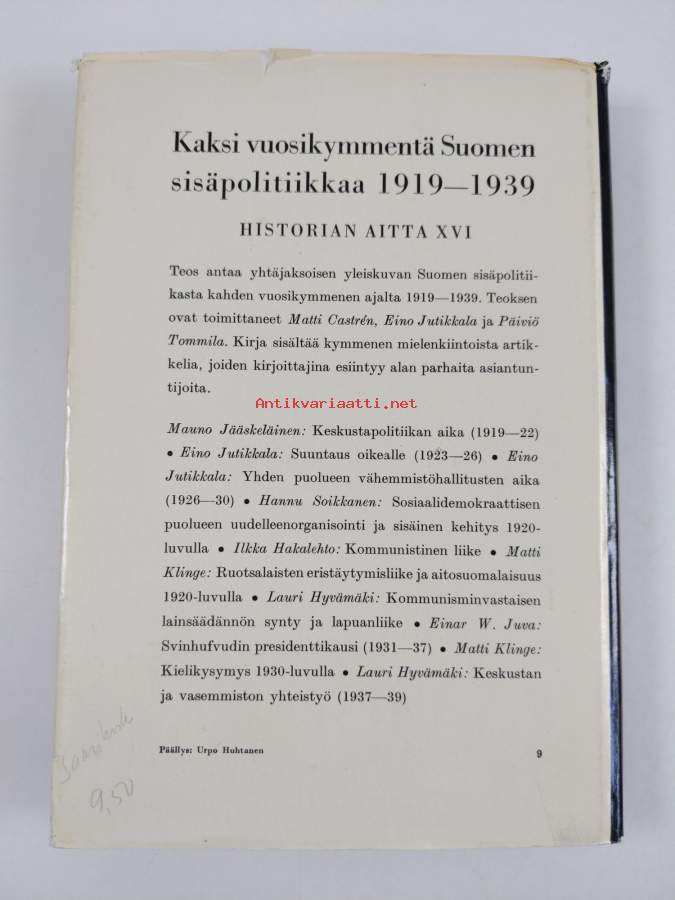 Kaksi vuosikymmentä Suomen
sisäpolitiikkaa 1919—1939
HISTORIAN AITTA XVI
Teos antaa yhtäjaksoisen yleiskuvan Suomen sisäpolitii-
kasta kahden vuosikymmenen ajalta 1919—1939. Teoksen
ovat toimittaneet Matti Castrén, Eino Jutikkala ja Päiviö
Tommila. Kirja sisältää kymmenen mielenkiintoista artik-
kelia, joiden kirjoittajina esiintyy alan parhaita asiantun-
tijoita.
Antikvariaatti.net
Mauno Jääskeläinen: Keskustapolitiikan aika (1919—22)
• Eino Jutikkala: Suuntaus oikealle (1923—26) • Eino
Jutikkala: Yhden puolueen vähemmistöhallitusten aika
(1926—30) • Hannu Soikkanen: Sosiaalidemokraattisen
puolueen uudelleenorganisointi ja sisäinen kehitys 1920-
luvulla • Ilkka Hakalehto: Kommunistinen liike • Matti
Klinge: Ruotsalaisten eristäytymisliike ja aitosuomalaisuus
1920-luvulla • Lauri Hyvämäki: Kommunisminvastaisen
lainsäädännön synty ja lapuanliike • Einar W. Juva:
Svinhufvudin presidenttikausi (1931—37) • Matti Klinge:
Kielikysymys 1930-luvulla • Lauri Hyvämäki: Keskustan
ja vasemmiston yhteistyö (1937—39)
Päällys: Urpo Huhtanen
9
9,50